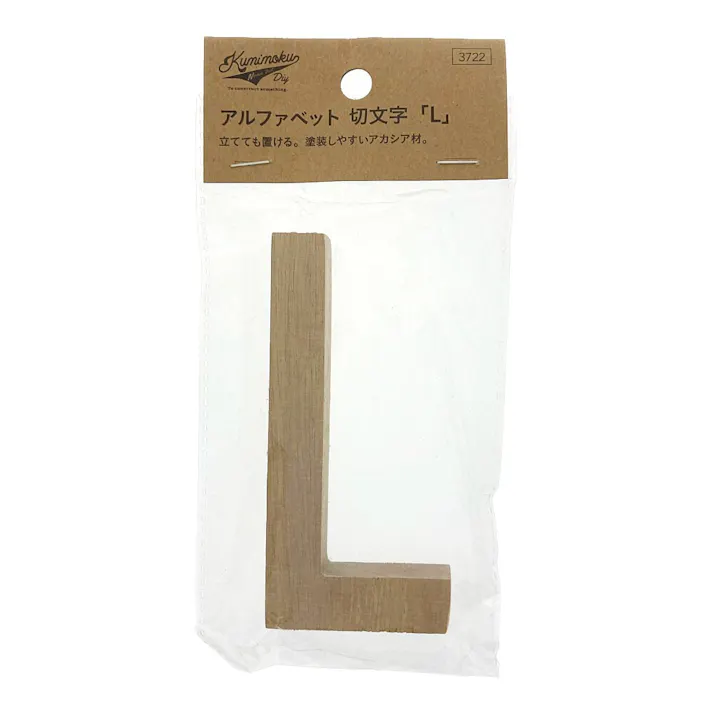 Kumimoku
Diy
3722
アルファベット 切文字「L」
立てても置ける。塗装しやすいアカシア材。
L